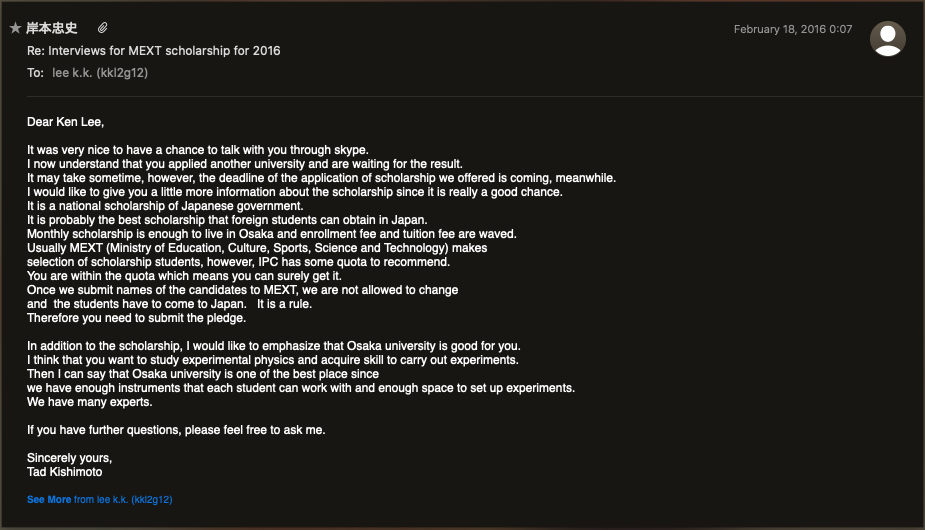 岸本忠史
February 18, 2016 0:07
Re: Interviews for MEXT scholarship for 2016
To: lee k.k. (kkl2g12)
Dear Ken Lee,
It was very nice to have a chance to talk with you through skype.
I now understand that you applied another university and are waiting for the result.
It may take sometime, however, the deadline of the application of scholarship we offered is coming, meanwhile.
I would like to give you a little more information about the scholarship since it is really a good chance.
It is a national scholarship of Japanese government.
It is probably the best scholarship that foreign students can obtain in Japan.
Monthly scholarship is enough to live in Osaka and enrollment fee and tuition fee are waved.
Usually MEXT (Ministry of Education, Culture, Sports, Science and Technology) makes
selection of scholarship students, however, IPC has some quota to recommend.
You are within the quota which means you can surely get it.
Once we submit names of the candidates to MEXT, we are not allowed to change
and  the students have to come to Japan.   It is a rule.
Therefore you need to submit the pledge.
In addition to the scholarship, I would like to emphasize that Osaka university is good for you.
I think that you want to study experimental physics and acquire skill to carry out experiments.
Then I can say that Osaka university is one of the best place since
we have enough instruments that each student can work with and enough space to set up experiments.
We have many experts.
If you have further questions, please feel free to ask me.
Sincerely yours,
Tad Kishimoto
See More from lee k.k. (kkl2g12)